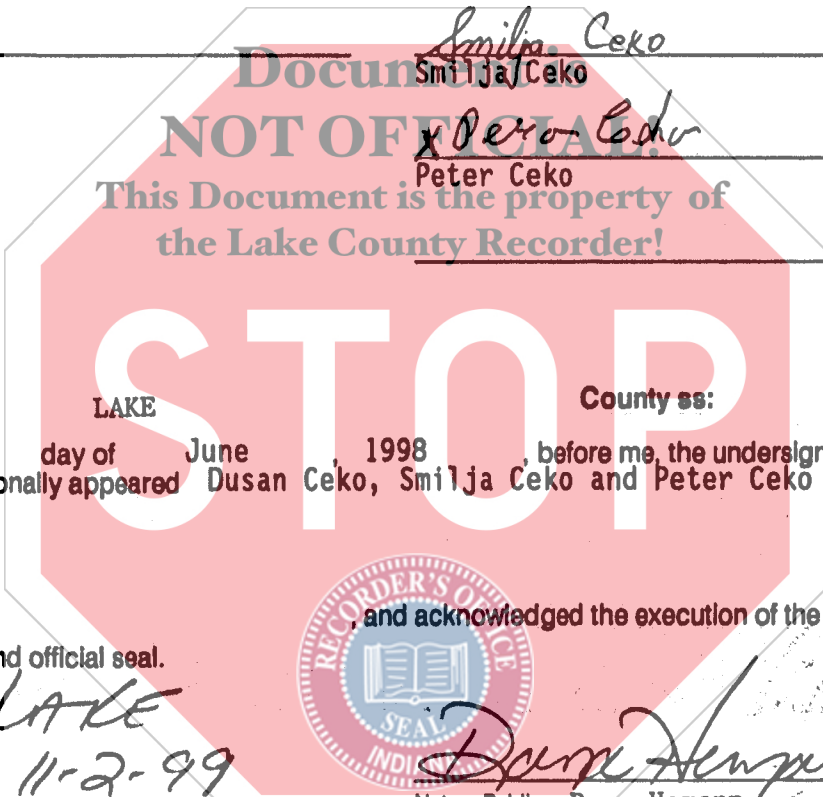 Smilja Ceko
Document is
Smilja Ceko
NOT OFFICIAL!
x Pero Ceko
Peter Ceko
This Document is the property of
the Lake County Recorder!
STOP
LAKE County ss:
day of June , 1998 , before me, the undersign
onally appeared Dusan Ceko, Smilja Ceko and Peter Ceko
RECORDER'S OFFICE
, and acknowledged the execution of the
nd official seal.
LAKE
SEAL
INDIANA
11-2-99